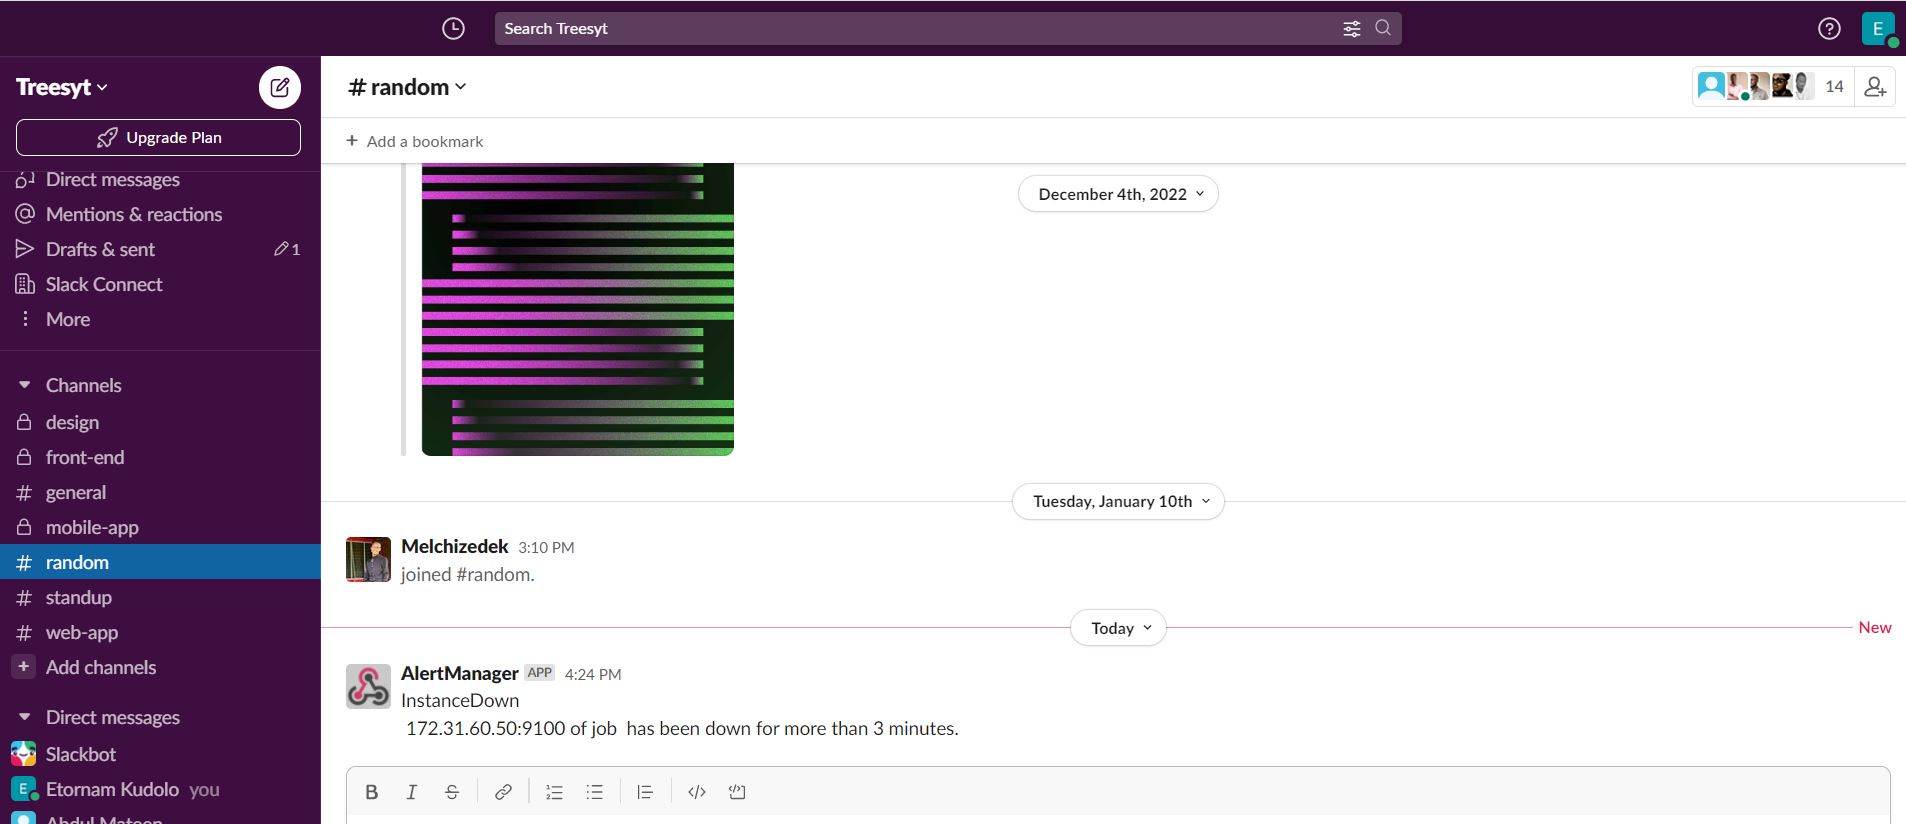 Search Treesyt
E
Treesyt
Upgrade Plan
Direct messages
Mentions & reactions
Drafts & sent 1
Slack Connect
More
Channels
design
front-end
general
mobile-app
# random
# standup
# web-app
+ Add channels
Direct messages
Slackbot
E Etornam Kudolo you
Abdul Mateen
# random
14
+ Add a bookmark
December 4th, 2022
Tuesday, January 10th
Melchizedek 3:10 PM
joined #random.
Today
New
AlertManager APP 4:24 PM
InstanceDown
172.31.60.50:9100 of job has been down for more than 3 minutes.
B I S